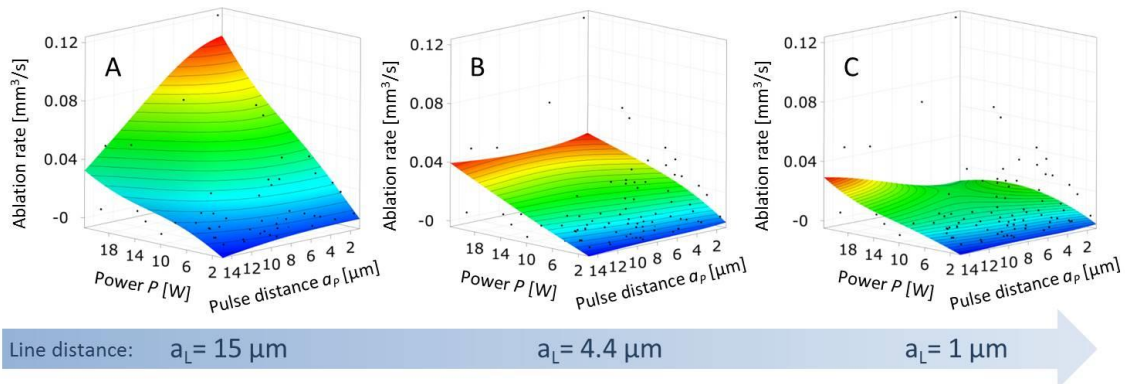 A
Ablation rate [mm³/s]
0.12
0.08
0.04
-0
18
14
10
6
2
Power P [W]
14 12 10 8 6 4 2
Pulse distance aₚ [µm]
B
Ablation rate [mm³/s]
0.12
0.08
0.04
-0
18
14
10
6
2
Power P [W]
14 12 10 8 6 4 2
Pulse distance aₚ [µm]
C
Ablation rate [mm³/s]
0.12
0.08
0.04
-0
18
14
10
6
2
Power P [W]
14 12 10 8 6 4 2
Pulse distance aₚ [µm]
Line distance: a_L= 15 µm a_L= 4.4 µm a_L= 1 µm